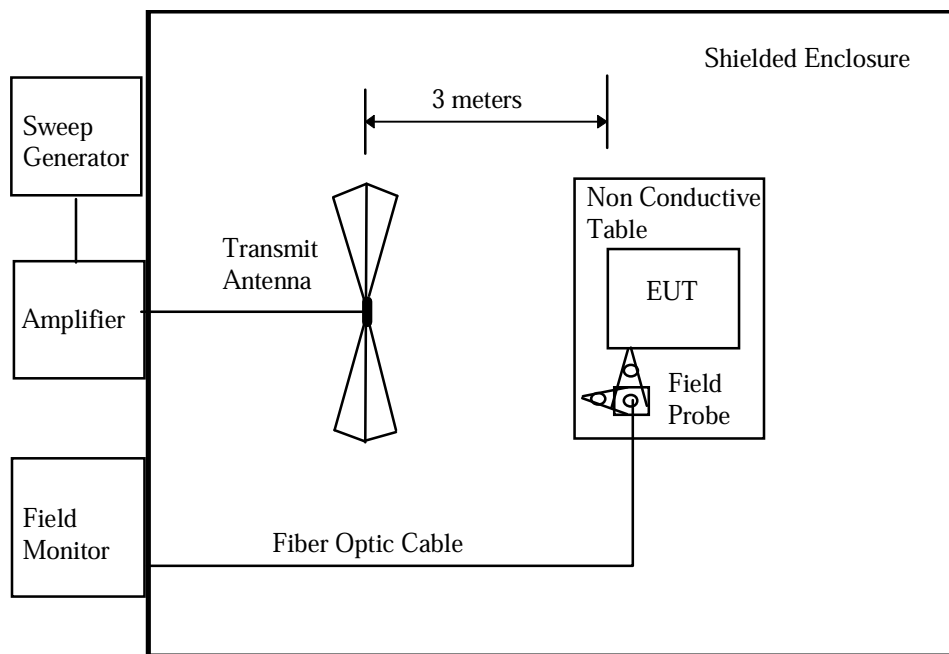 Shielded Enclosure
3 meters
Sweep
Generator
Non Conductive
Table
Transmit
Antenna
EUT
Amplifier
Field
Probe
Field
Monitor
Fiber Optic Cable